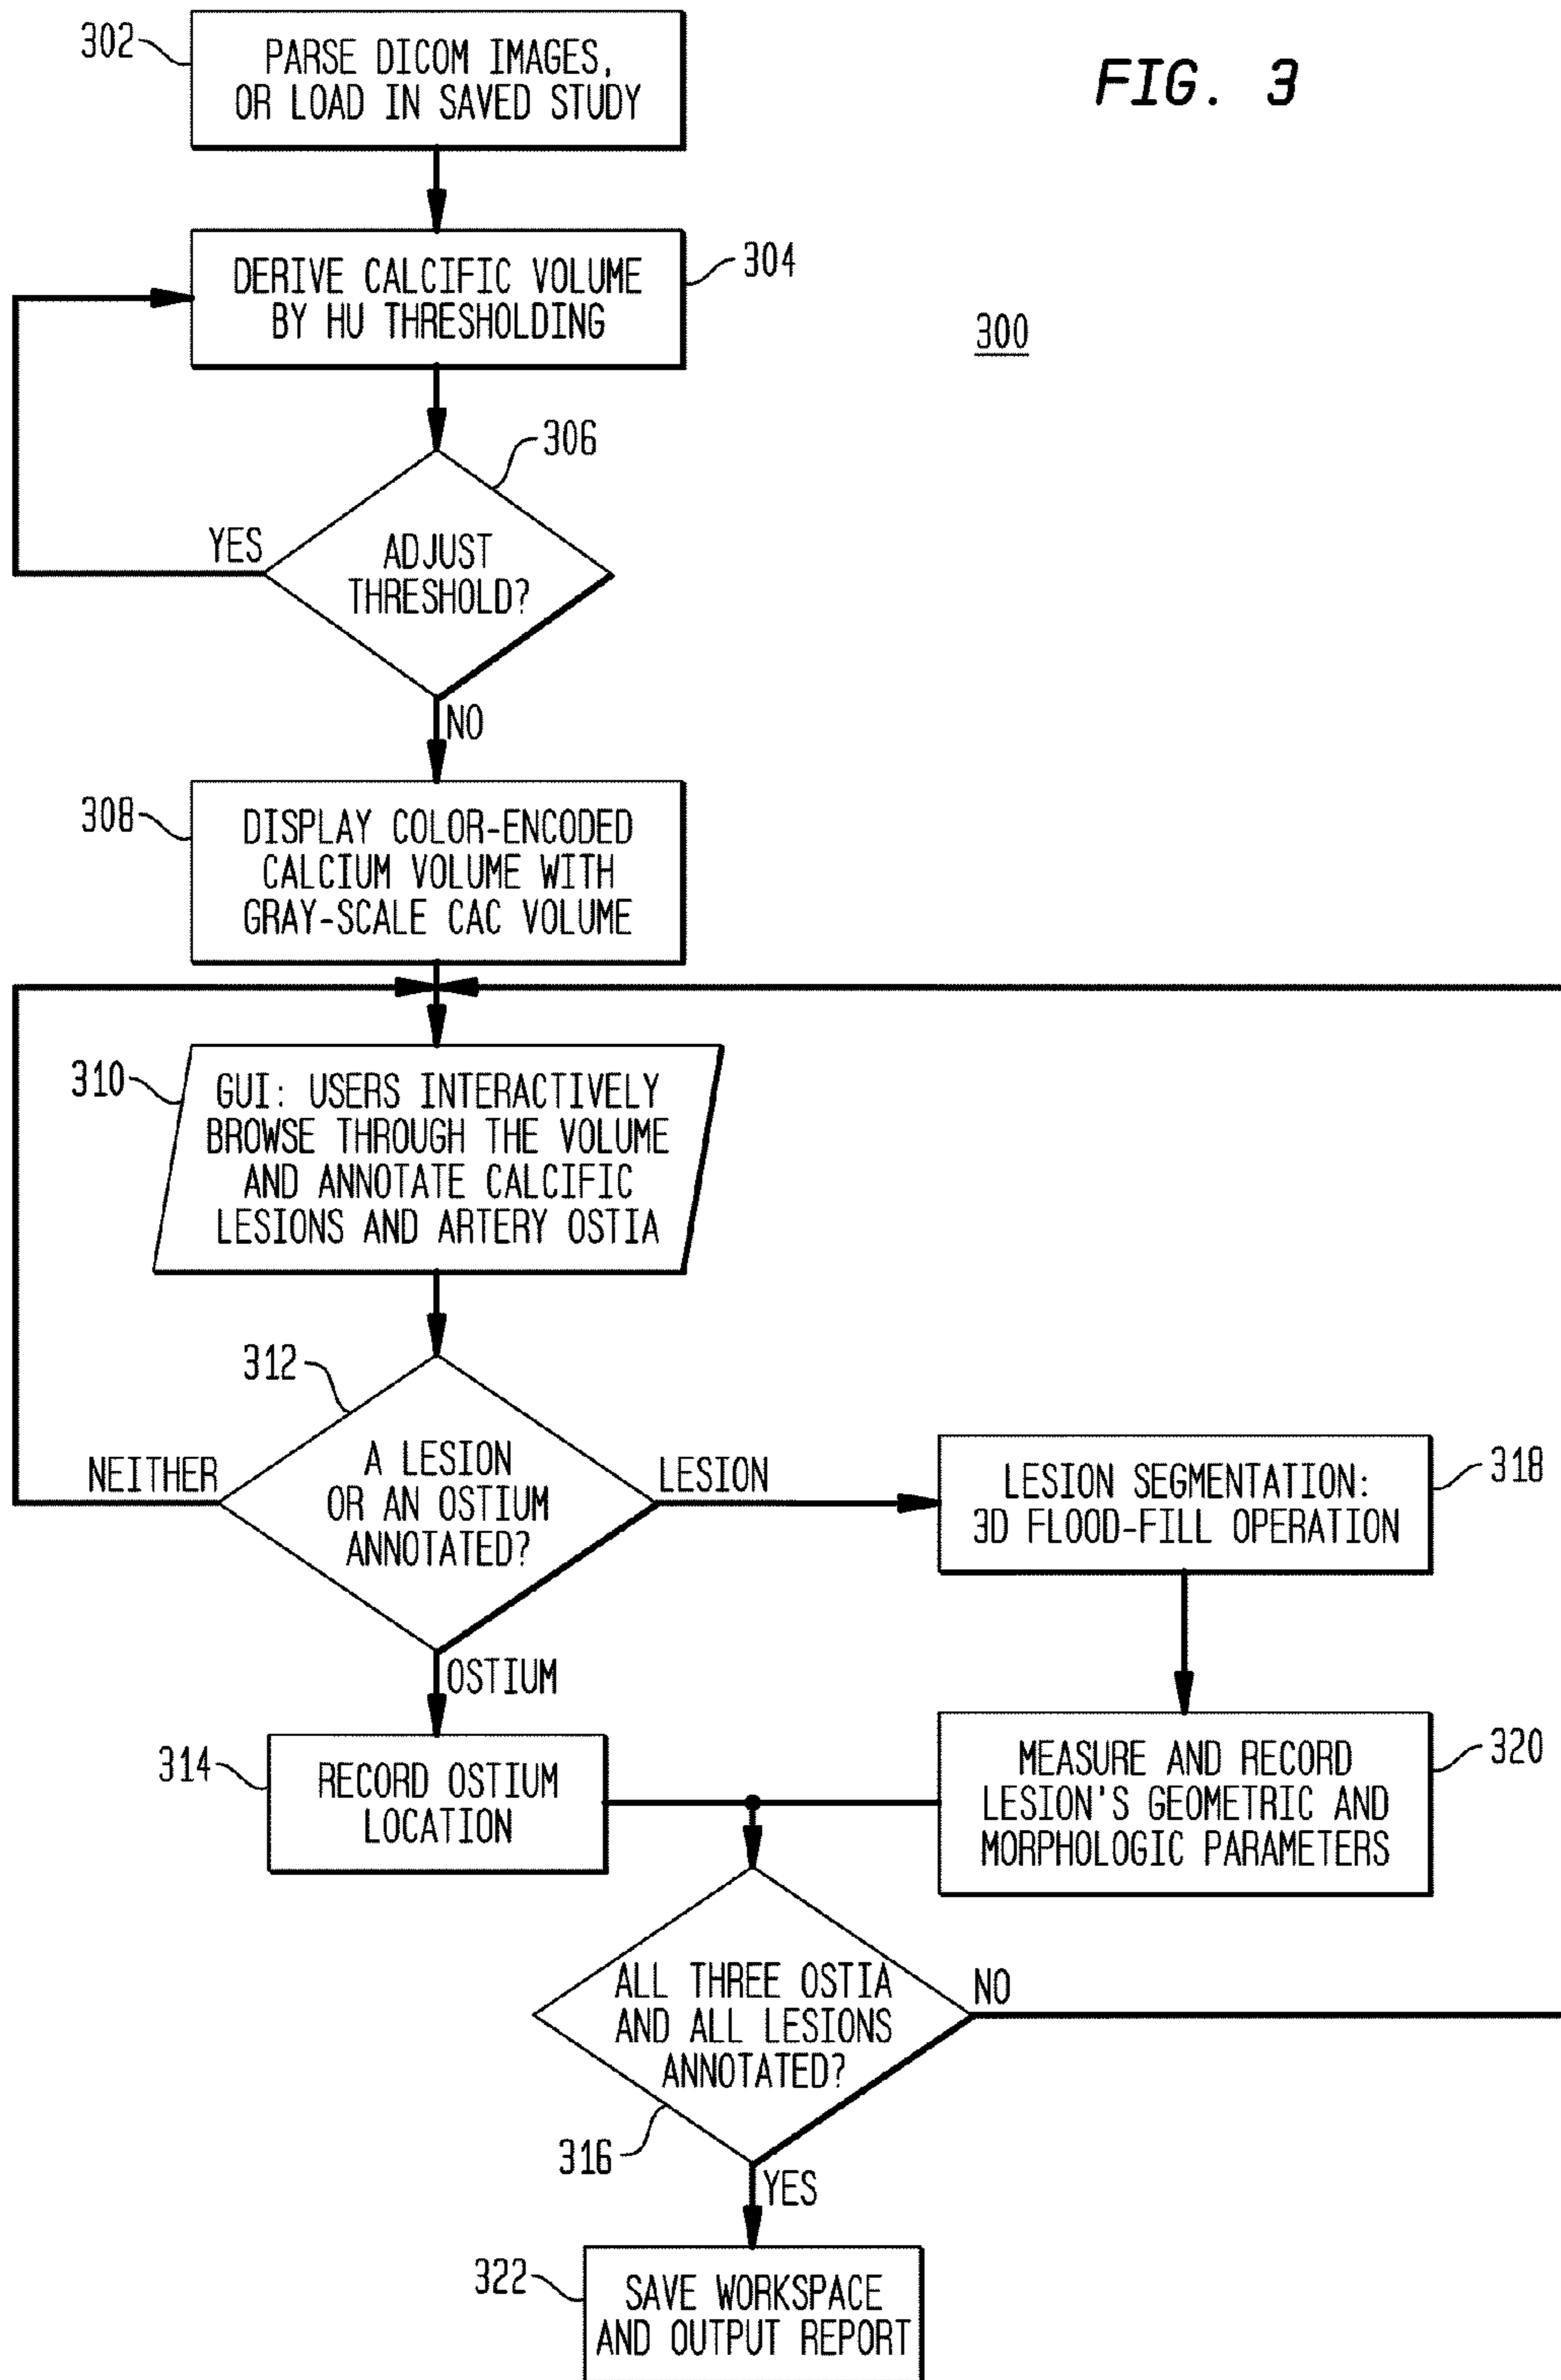 302
PARSE DICOM IMAGES,
OR LOAD IN SAVED STUDY
FIG. 3
DERIVE CALCIFIC VOLUME
BY HU THRESHOLDING
304
300
306
YES
ADJUST
THRESHOLD?
NO
308
DISPLAY COLOR-ENCODED
CALCIUM VOLUME WITH
GRAY-SCALE CAC VOLUME
310
GUI: USERS INTERACTIVELY
BROWSE THROUGH THE VOLUME
AND ANNOTATE CALCIFIC
LESIONS AND ARTERY OSTIA
312
NEITHER
A LESION
OR AN OSTIUM
ANNOTATED?
LESION
LESION SEGMENTATION:
3D FLOOD-FILL OPERATION
318
OSTIUM
314
RECORD OSTIUM
LOCATION
MEASURE AND RECORD
LESION'S GEOMETRIC AND
MORPHOLOGIC PARAMETERS
320
ALL THREE OSTIA
AND ALL LESIONS
ANNOTATED?
NO
316
YES
322
SAVE WORKSPACE
AND OUTPUT REPORT